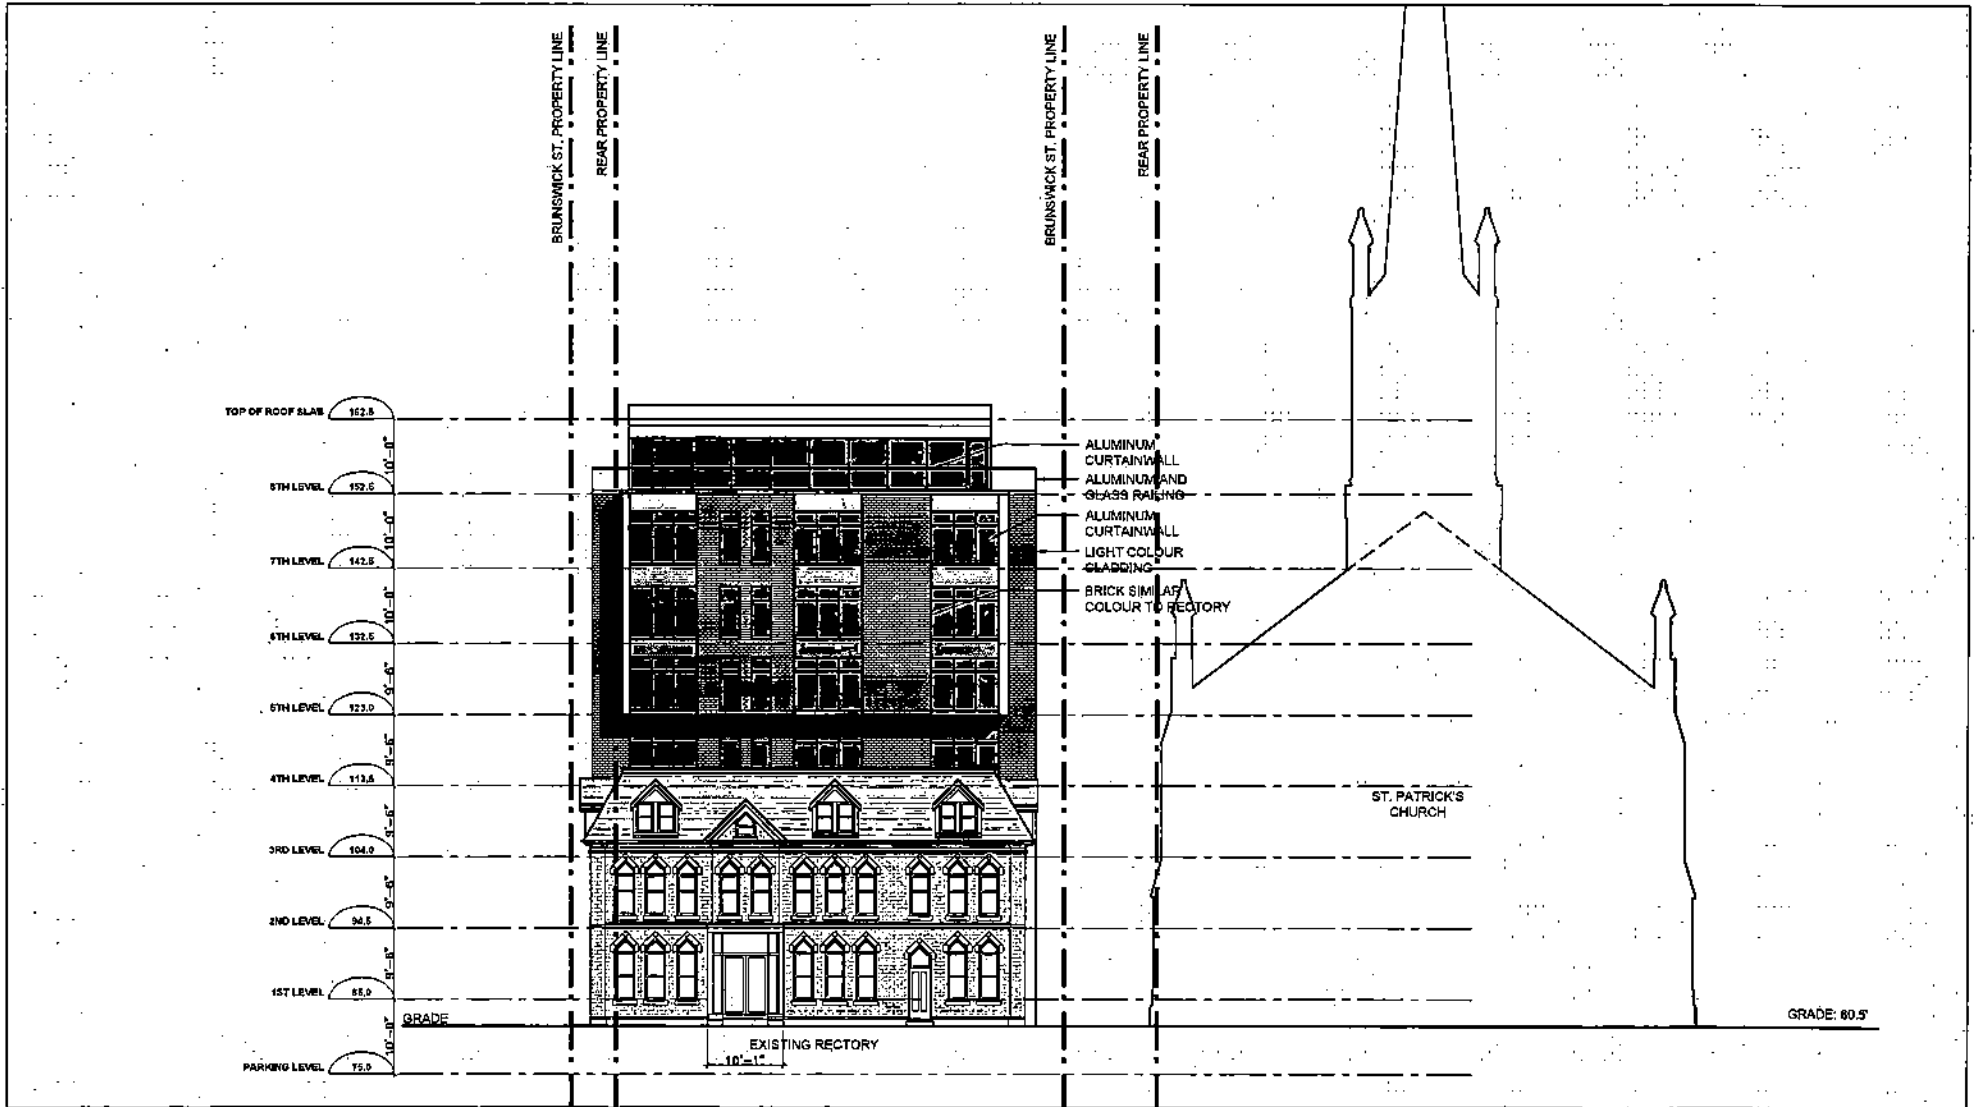 BRUNSWICK ST. PROPERTY LINE
REAR PROPERTY LINE
BRUNSWICK ST. PROPERTY LINE
REAR PROPERTY LINE
TOP OF ROOF SLAB 162.5
10'-0"
8TH LEVEL 152.5
10'-0"
7TH LEVEL 142.5
10'-0"
6TH LEVEL 132.5
9'-6"
5TH LEVEL 123.0
9'-6"
4TH LEVEL 113.5
9'-6"
3RD LEVEL 104.0
9'-6"
2ND LEVEL 94.5
9'-6"
1ST LEVEL 85.0
10'-0"
PARKING LEVEL 75.0
ALUMINUM
CURTAINWALL
ALUMINUM AND
GLASS RAILING
ALUMINUM
CURTAINWALL
LIGHT COLOUR
CLADDING
BRICK SIMILAR
COLOUR TO RECTORY
ST. PATRICK'S
CHURCH
GRADE
GRADE: 80.5'
EXISTING RECTORY
10'-1"